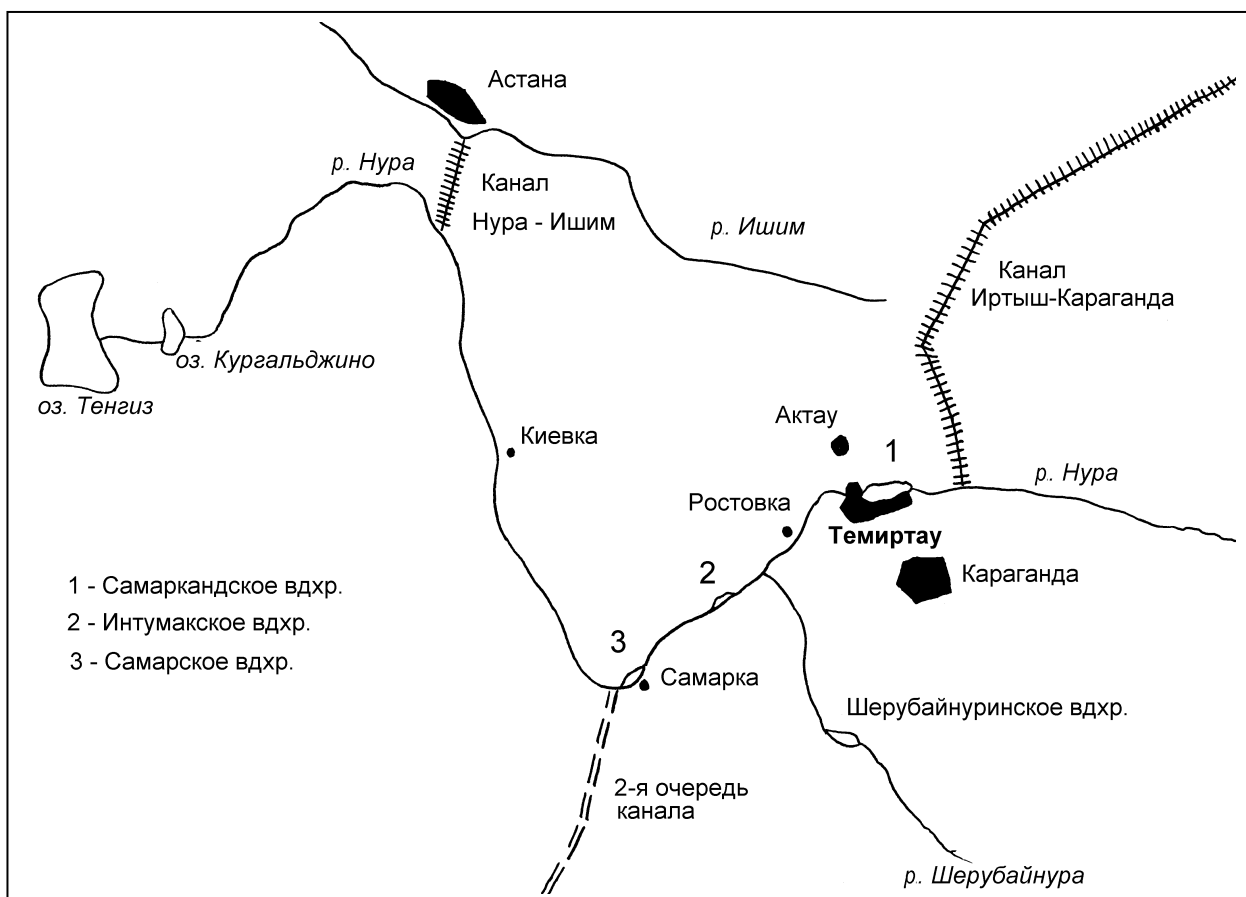 Астана
р. Нура
Канал
Нура - Ишим
р. Ишим
Канал
Иртыш-Караганда
оз. Кургальджино
оз. Тенгиз
Киевка
Актау
1
р. Нура
Ростовка
Темиртау
2
Караганда
1 - Самаркандское вдхр.
2 - Интумакское вдхр.
3 - Самарское вдхр.
3
Самарка
Шерубайнуринское вдхр.
2-я очередь
канала
р. Шерубайнура